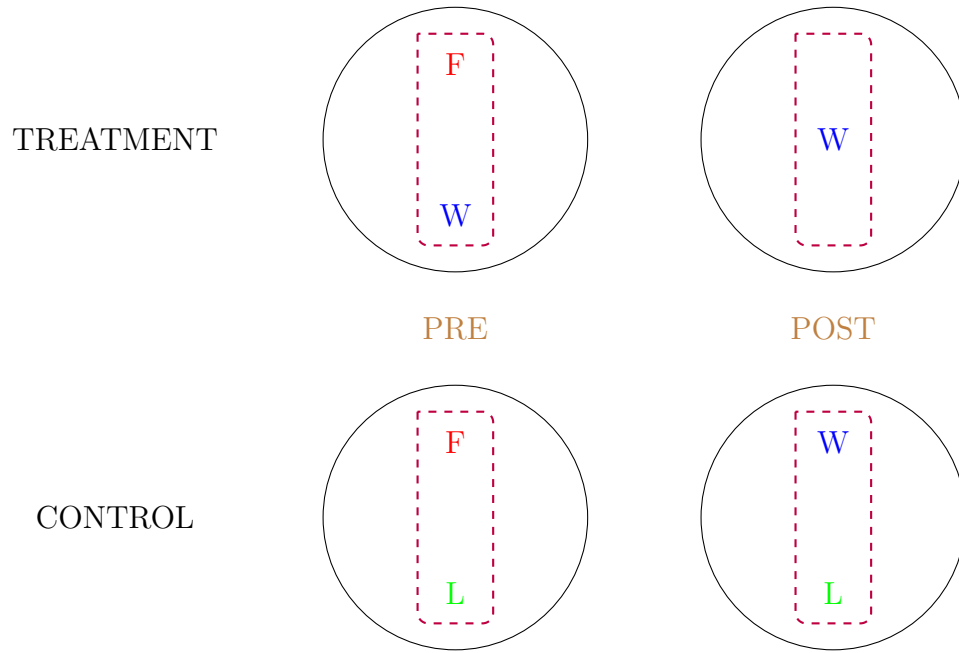 F
TREATMENT W
W
PRE POST
F W
CONTROL
L L